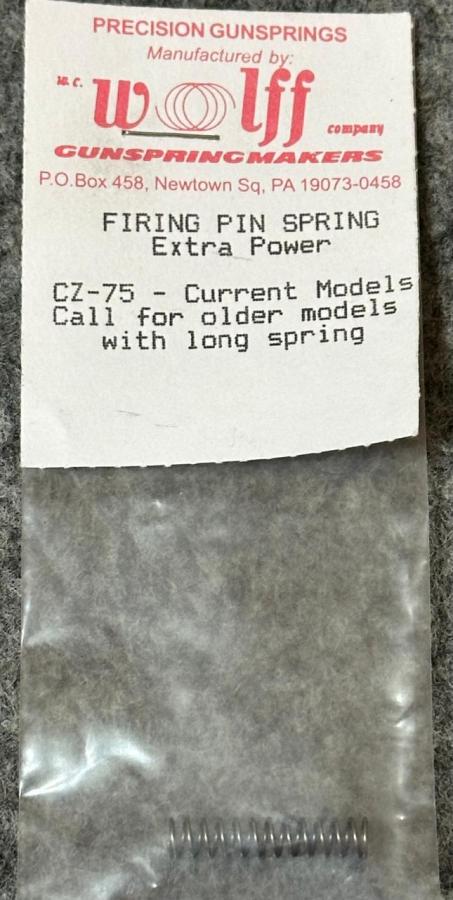 PRECISION GUNSPRINGS
Manufactured by:
W. C. Wolff company
GUNSPRINGMAKERS
P.O.Box 458, Newtown Sq, PA 19073-0458
FIRING PIN SPRING
Extra Power
CZ-75 - Current Models
Call for older models
with long spring